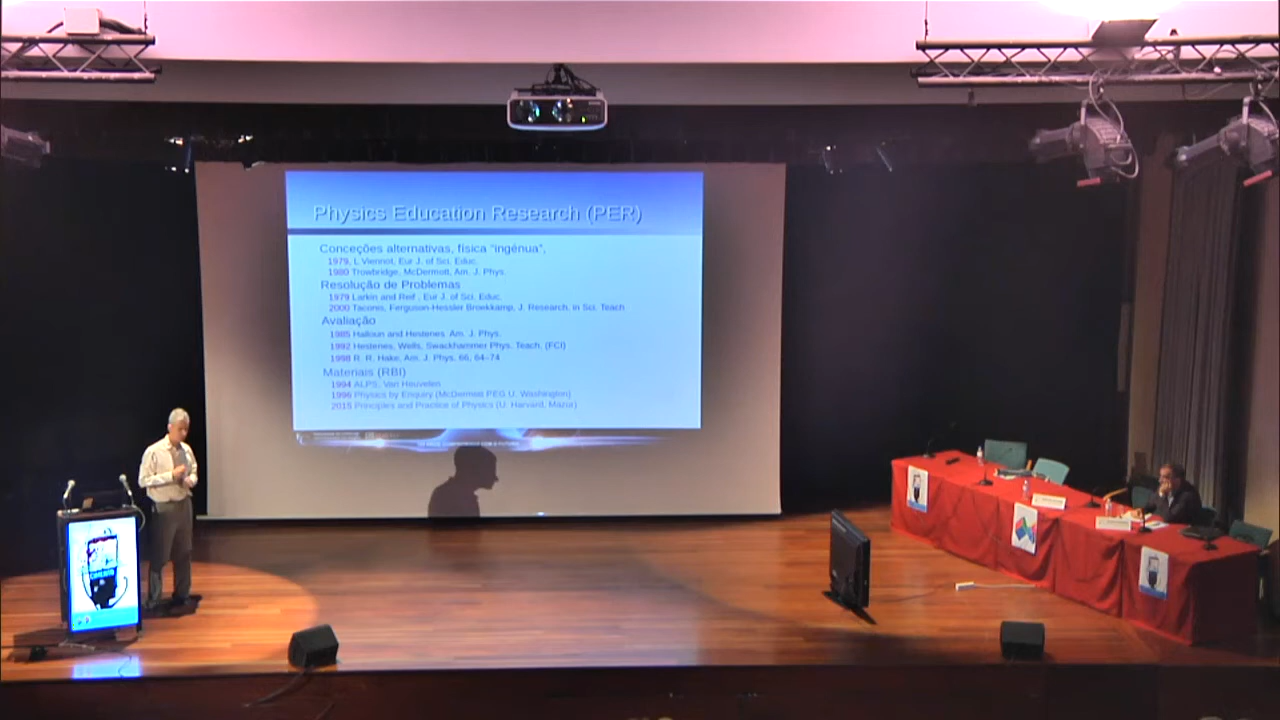 Physics Education Research (PER)
Conceções alternativas, física "ingénua",
1979, L Viennot, Eur J. of Sci. Educ.
1980 Trowbridge, McDermott, Am. J. Phys.
Resolução de Problemas
1979 Larkin and Reif , Eur J. of Sci. Educ.
2000 Taconis, Ferguson-Hessler Broekkamp, J. Research, in Sci. Teach
Avaliação
1985 Halloun and Hestenes. Am. J. Phys.
1992 Hestenes, Wells, Swackhammer Phys. Teach. (FCI)
1998 R. R. Hake, Am. J. Phys. 66, 64–74
Materiais (RBI)
1994 ALPS, Van Heuvelen
1996 Physics by Enquiry (McDermott PEG U. Washington)
2015 Principles and Practice of Physics (U. Harvard, Mazur)